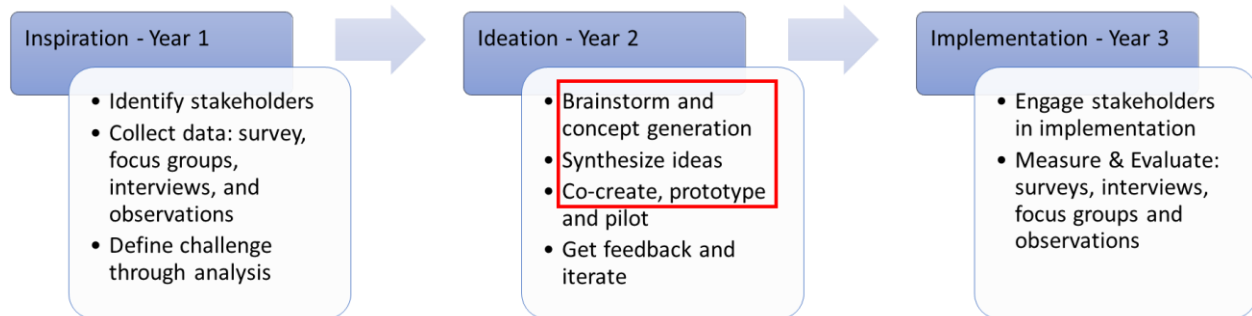 Inspiration - Year 1
• Identify stakeholders
• Collect data: survey,
focus groups,
interviews, and
observations
• Define challenge
through analysis
Ideation - Year 2
• Brainstorm and
concept generation
• Synthesize ideas
• Co-create, prototype
and pilot
• Get feedback and
iterate
Implementation - Year 3
• Engage stakeholders
in implementation
• Measure & Evaluate:
surveys, interviews,
focus groups and
observations